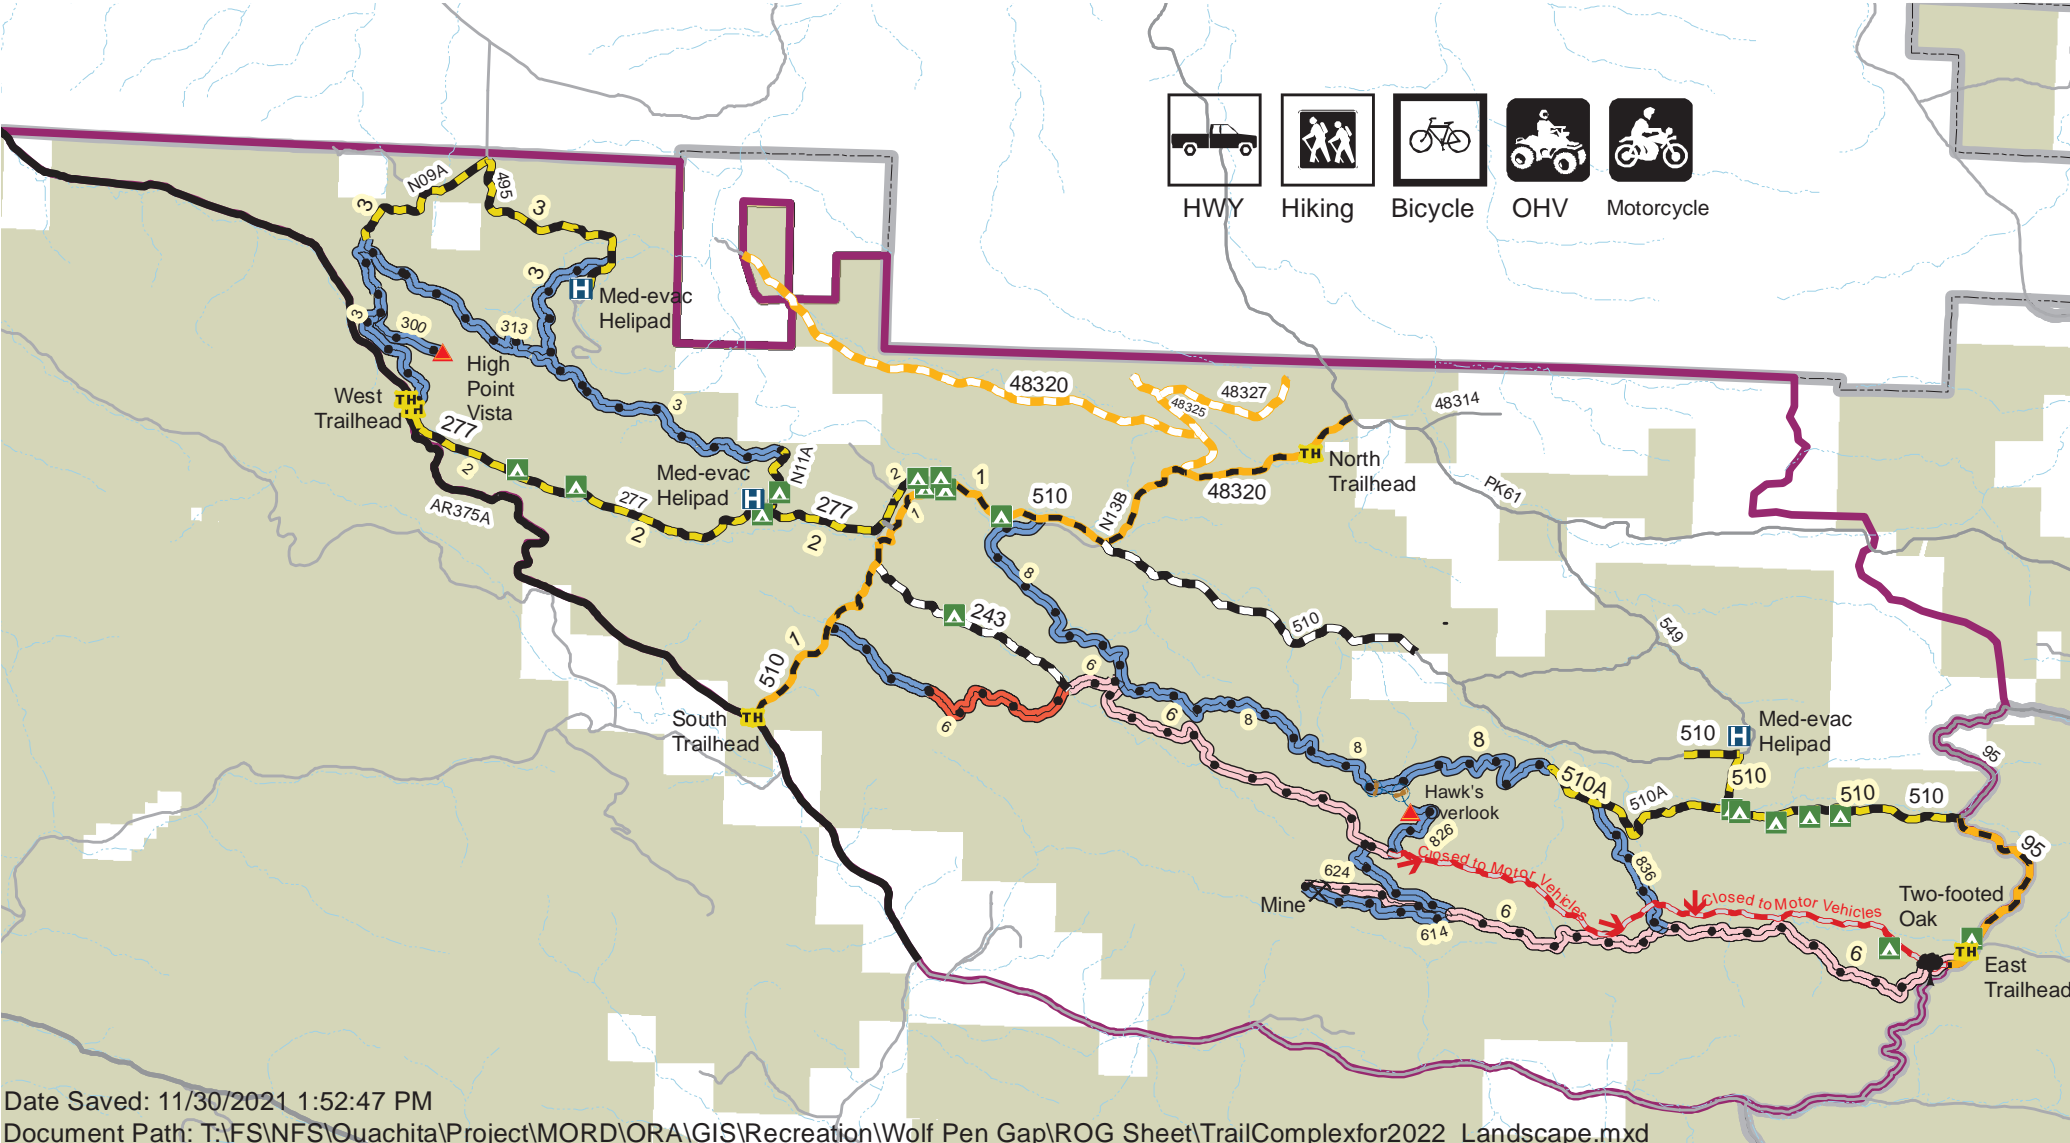 HWY
Hiking
Bicycle
OHV
Motorcycle
N09A
495
3
3
3
Med-evac
Helipad
3
300
313
High
Point
Vista
West
Trailhead
TH
277
2
3
N11A
Med-evac
Helipad
277
2
277
2
2
AR375A
1
1
510
N13B
48320
48325
48327
48314
TH
North
Trailhead
48320
PK61
8
243
510
549
1
510
South
Trailhead
TH
6
6
6
8
8
8
Hawk's
Overlook
826
510A
510A
510
510
Med-evac
Helipad
510
510
95
95
Closed to Motor Vehicles
Closed to Motor Vehicles
836
624
Mine
614
6
6
Two-footed
Oak
TH
East
Trailhead
Date Saved: 11/30/2021 1:52:47 PM
Document Path: T:\FS\NFS\Ouachita\Project\MORD\ORA\GIS\Recreation\Wolf Pen Gap\ROG Sheet\TrailComplexfor2022_Landscape.mxd